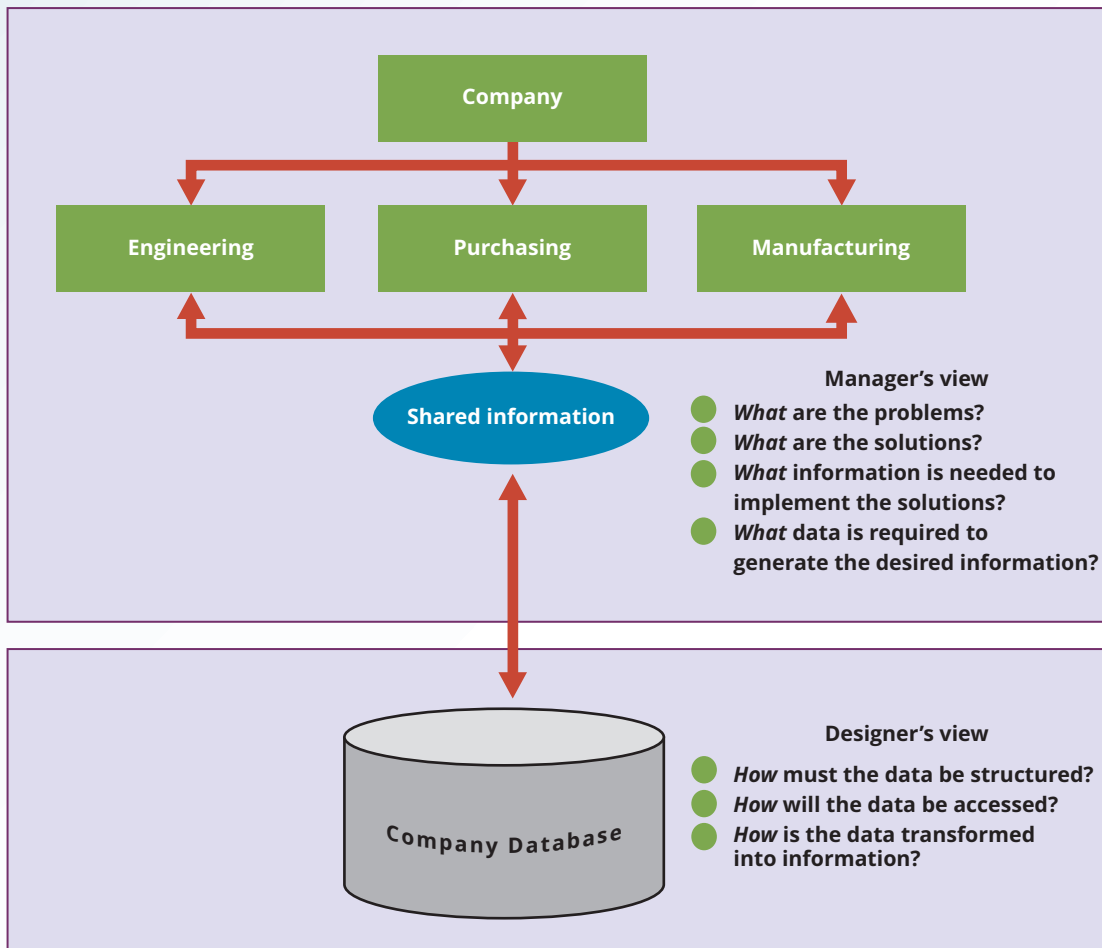 Company
Engineering
Purchasing
Manufacturing
Shared information
Manager’s view
What are the problems?
What are the solutions?
What information is needed to
implement the solutions?
What data is required to
generate the desired information?
Company Database
Designer’s view
How must the data be structured?
How will the data be accessed?
How is the data transformed
into information?